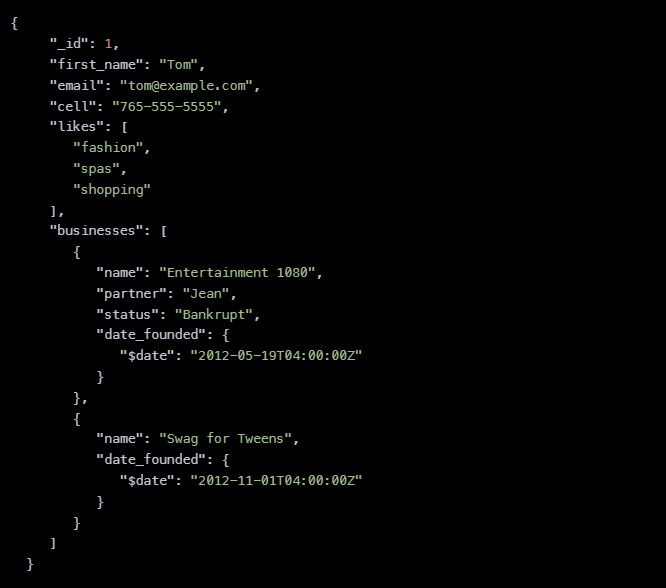 {
"_id": 1,
"first_name": "Tom",
"email": "tom@example.com",
"cell": "765-555-5555",
"likes": [
"fashion",
"spas",
"shopping"
],
"businesses": [
{
"name": "Entertainment 1080",
"partner": "Jean",
"status": "Bankrupt",
"date_founded": {
"$date": "2012-05-19T04:00:00Z"
}
},
{
"name": "Swag for Tweens",
"date_founded": {
"$date": "2012-11-01T04:00:00Z"
}
}
]
}